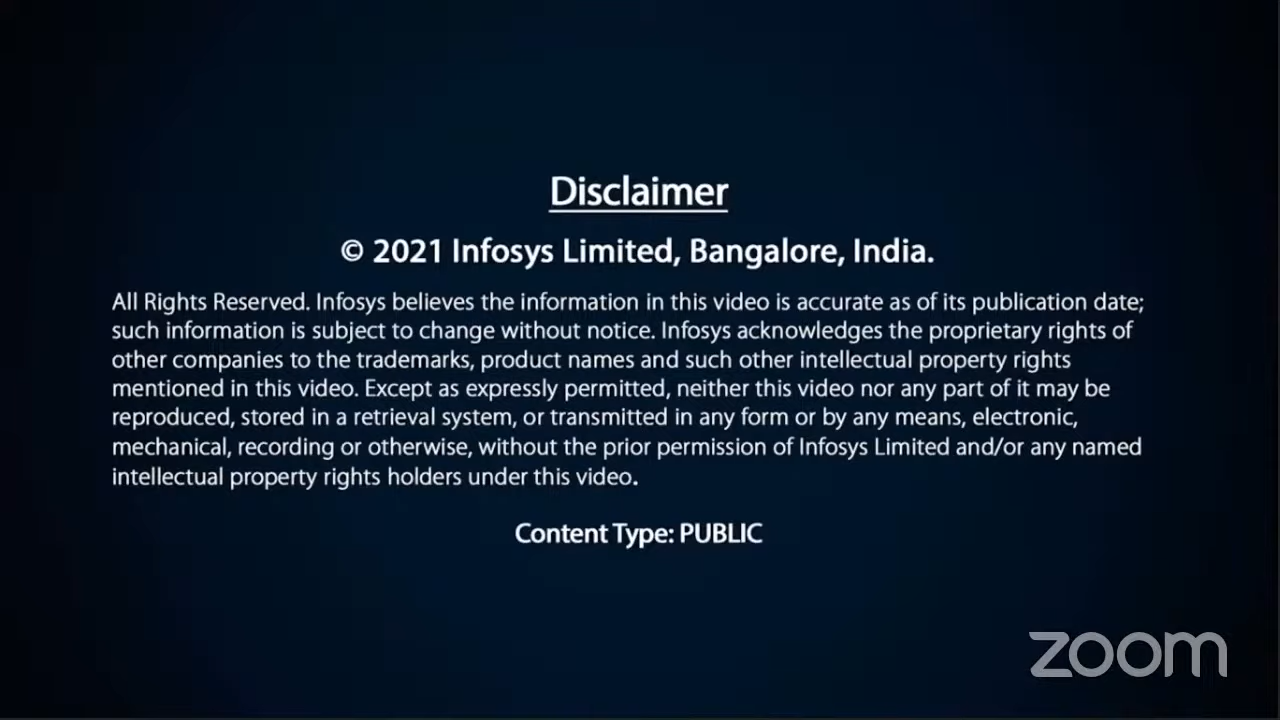 Disclaimer
© 2021 Infosys Limited, Bangalore, India.
All Rights Reserved. Infosys believes the information in this video is accurate as of its publication date;
such information is subject to change without notice. Infosys acknowledges the proprietary rights of
other companies to the trademarks, product names and such other intellectual property rights
mentioned in this video. Except as expressly permitted, neither this video nor any part of it may be
reproduced, stored in a retrieval system, or transmitted in any form or by any means, electronic,
mechanical, recording or otherwise, without the prior permission of Infosys Limited and/or any named
intellectual property rights holders under this video.
Content Type: PUBLIC
zoom